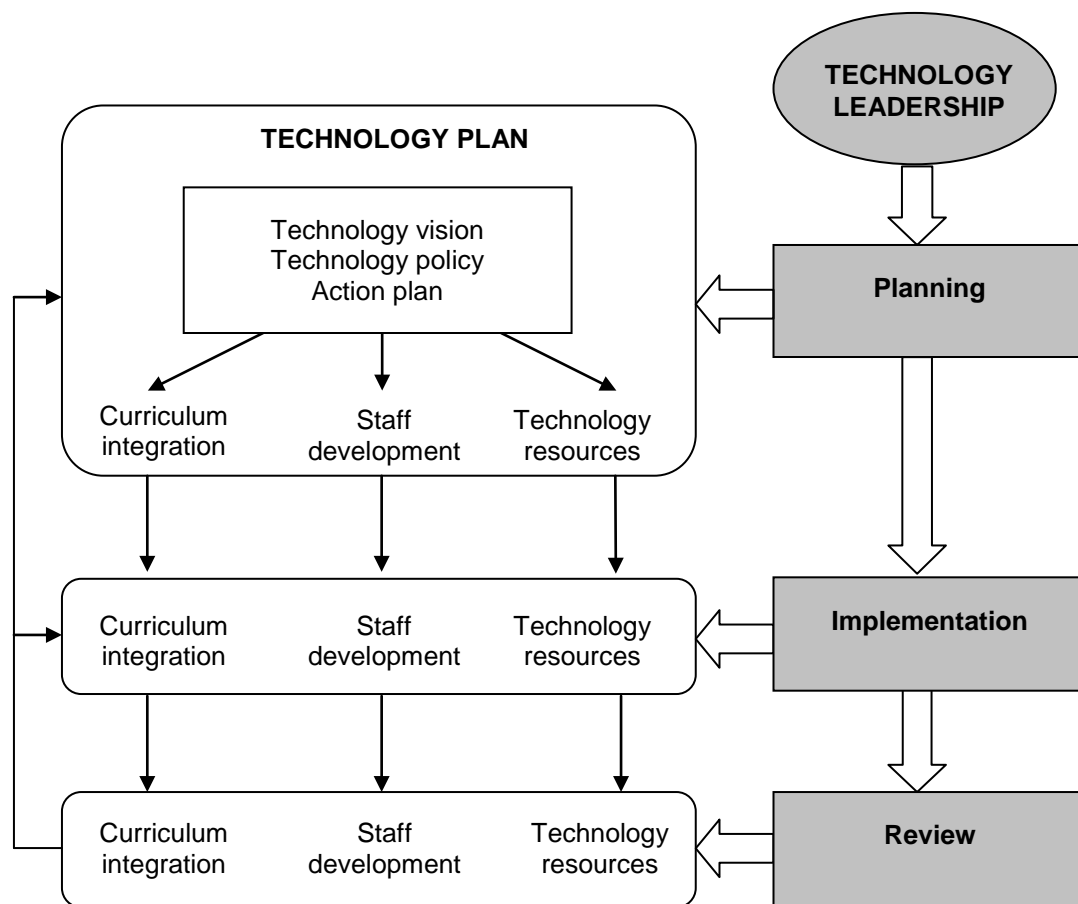 TECHNOLOGY
LEADERSHIP
TECHNOLOGY PLAN
Technology vision
Technology policy
Action plan
Planning
Curriculum
integration
Staff
development
Technology
resources
Curriculum
integration
Staff
development
Technology
resources
Implementation
Curriculum
integration
Staff
development
Technology
resources
Review